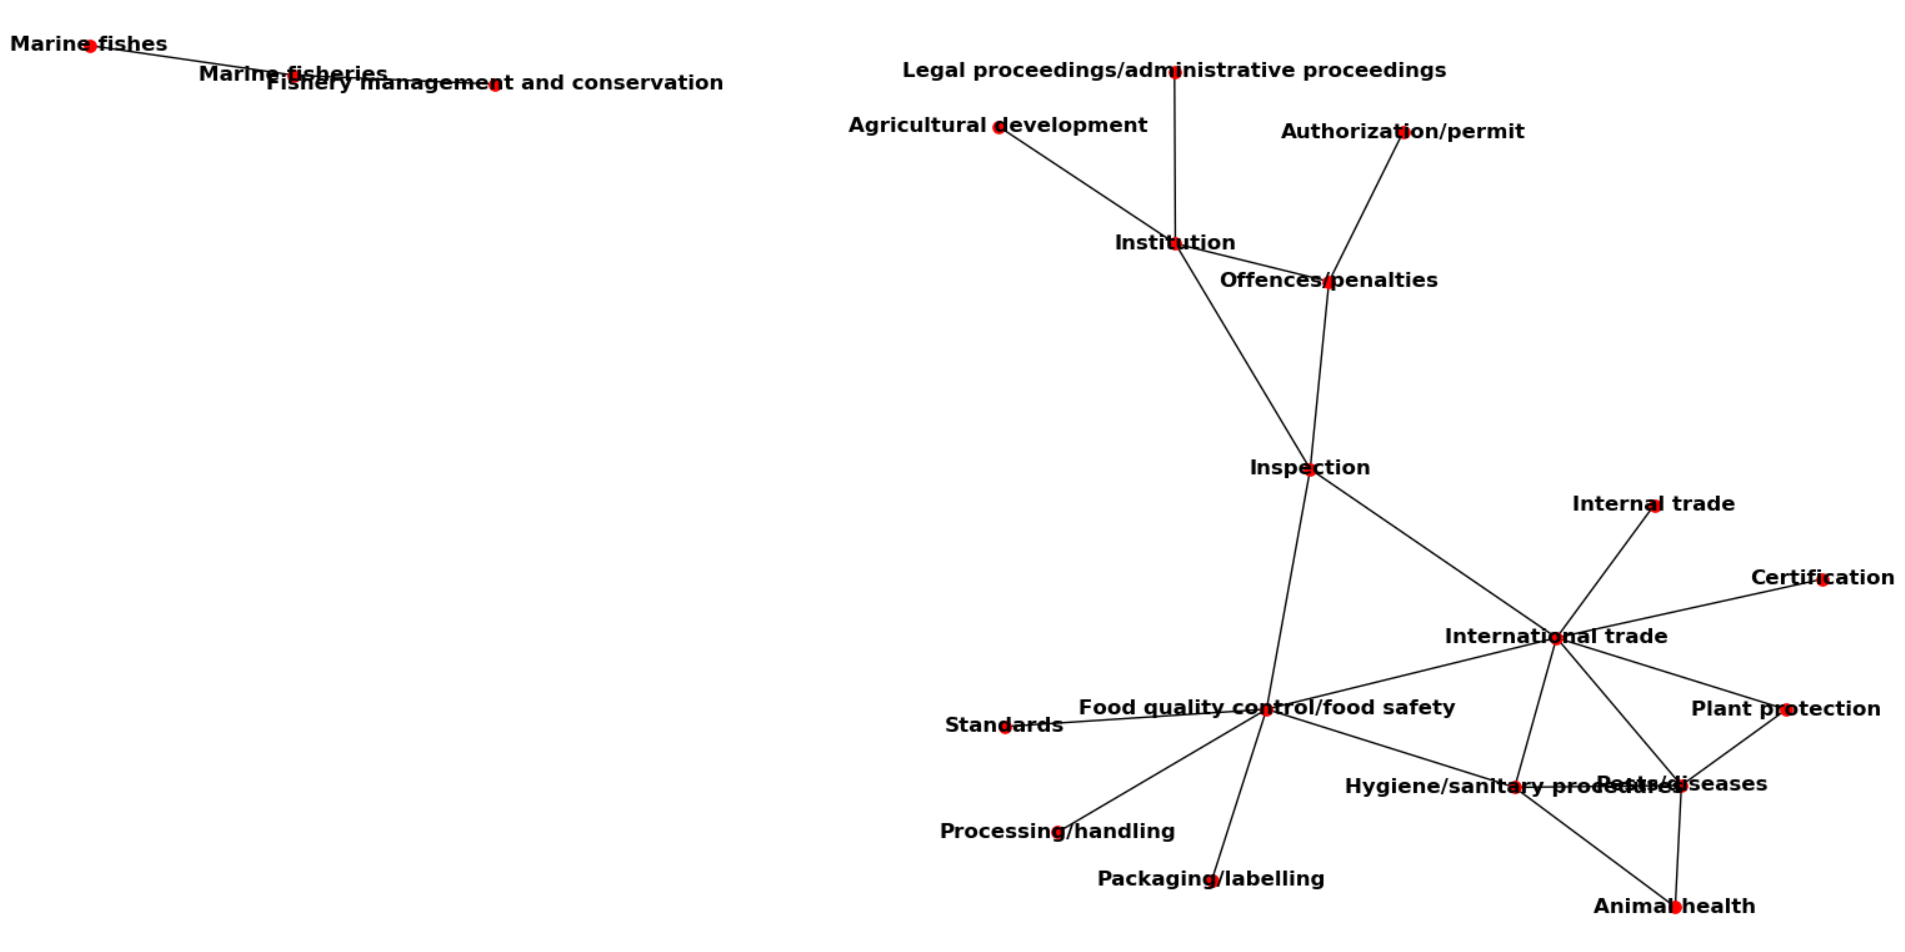 Marine fishes
Marine fisheries
Fishery management and conservation
Legal proceedings/administrative proceedings
Agricultural development
Authorization/permit
Institution
Offences/penalties
Inspection
Internal trade
Certification
International trade
Food quality control/food safety
Plant protection
Standards
Hygiene/sanitary procedures
Pests/diseases
Processing/handling
Packaging/labelling
Animal health